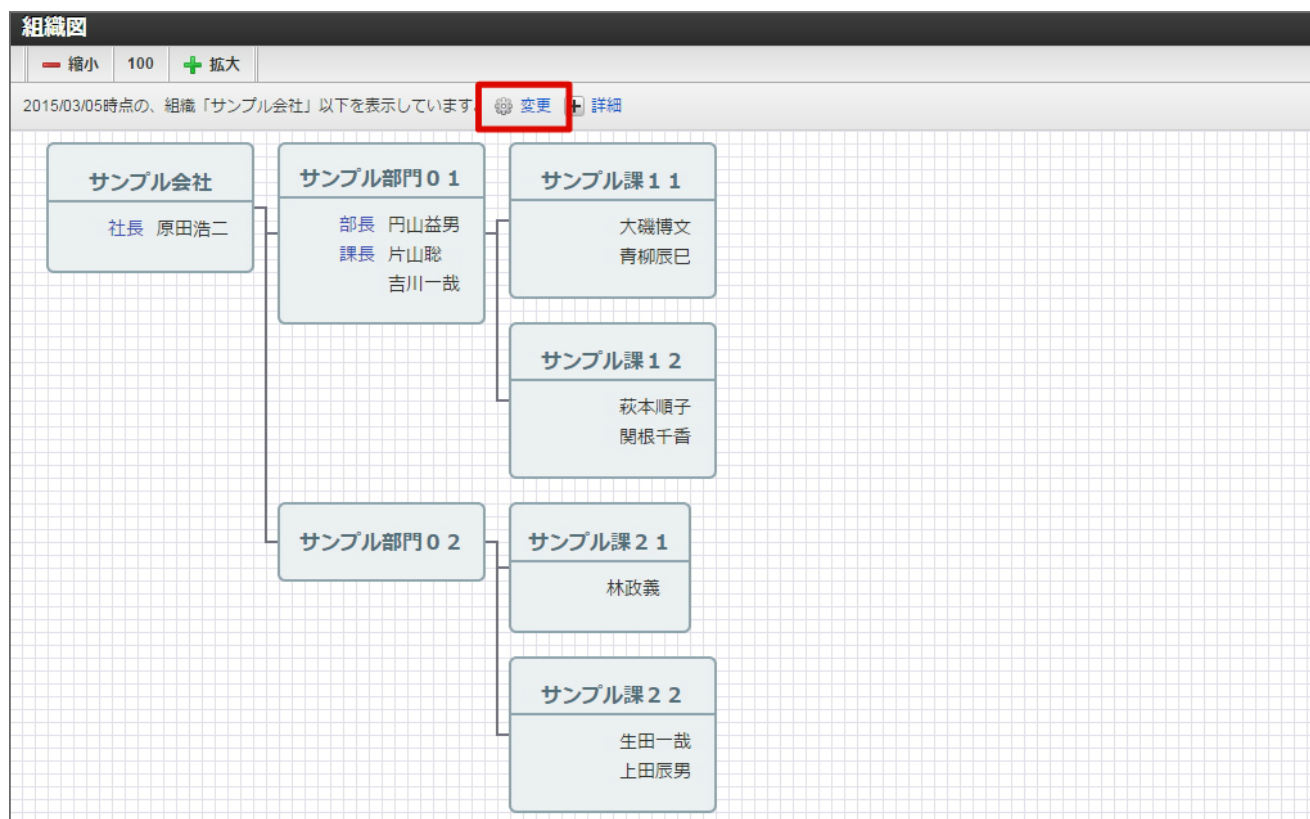 組織図
縮小 100 拡大
2015/03/05時点の、組織「サンプル会社」以下を表示しています。 変更 詳細
サンプル会社
社長 原田浩二
サンプル部門01
部長 円山益男
課長 片山聡
吉川一哉
サンプル課11
大磯博文
青柳辰巳
サンプル課12
萩本順子
関根千香
サンプル部門02
サンプル課21
林政義
サンプル課22
生田一哉
上田辰男